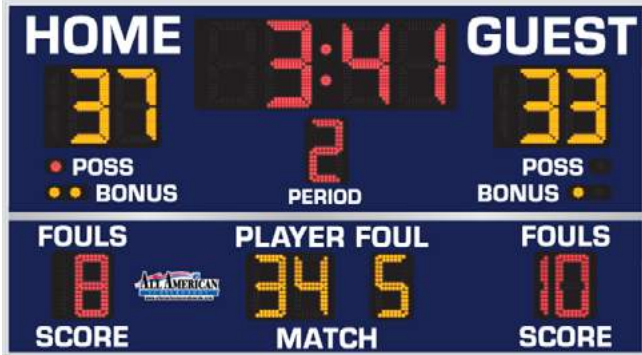 HOME 3:41 GUEST
37 33
POSS 2 POSS
BONUS PERIOD BONUS
FOULS PLAYER FOUL FOULS
8 ALL AMERICAN 34 5 10
SCORE MATCH SCORE